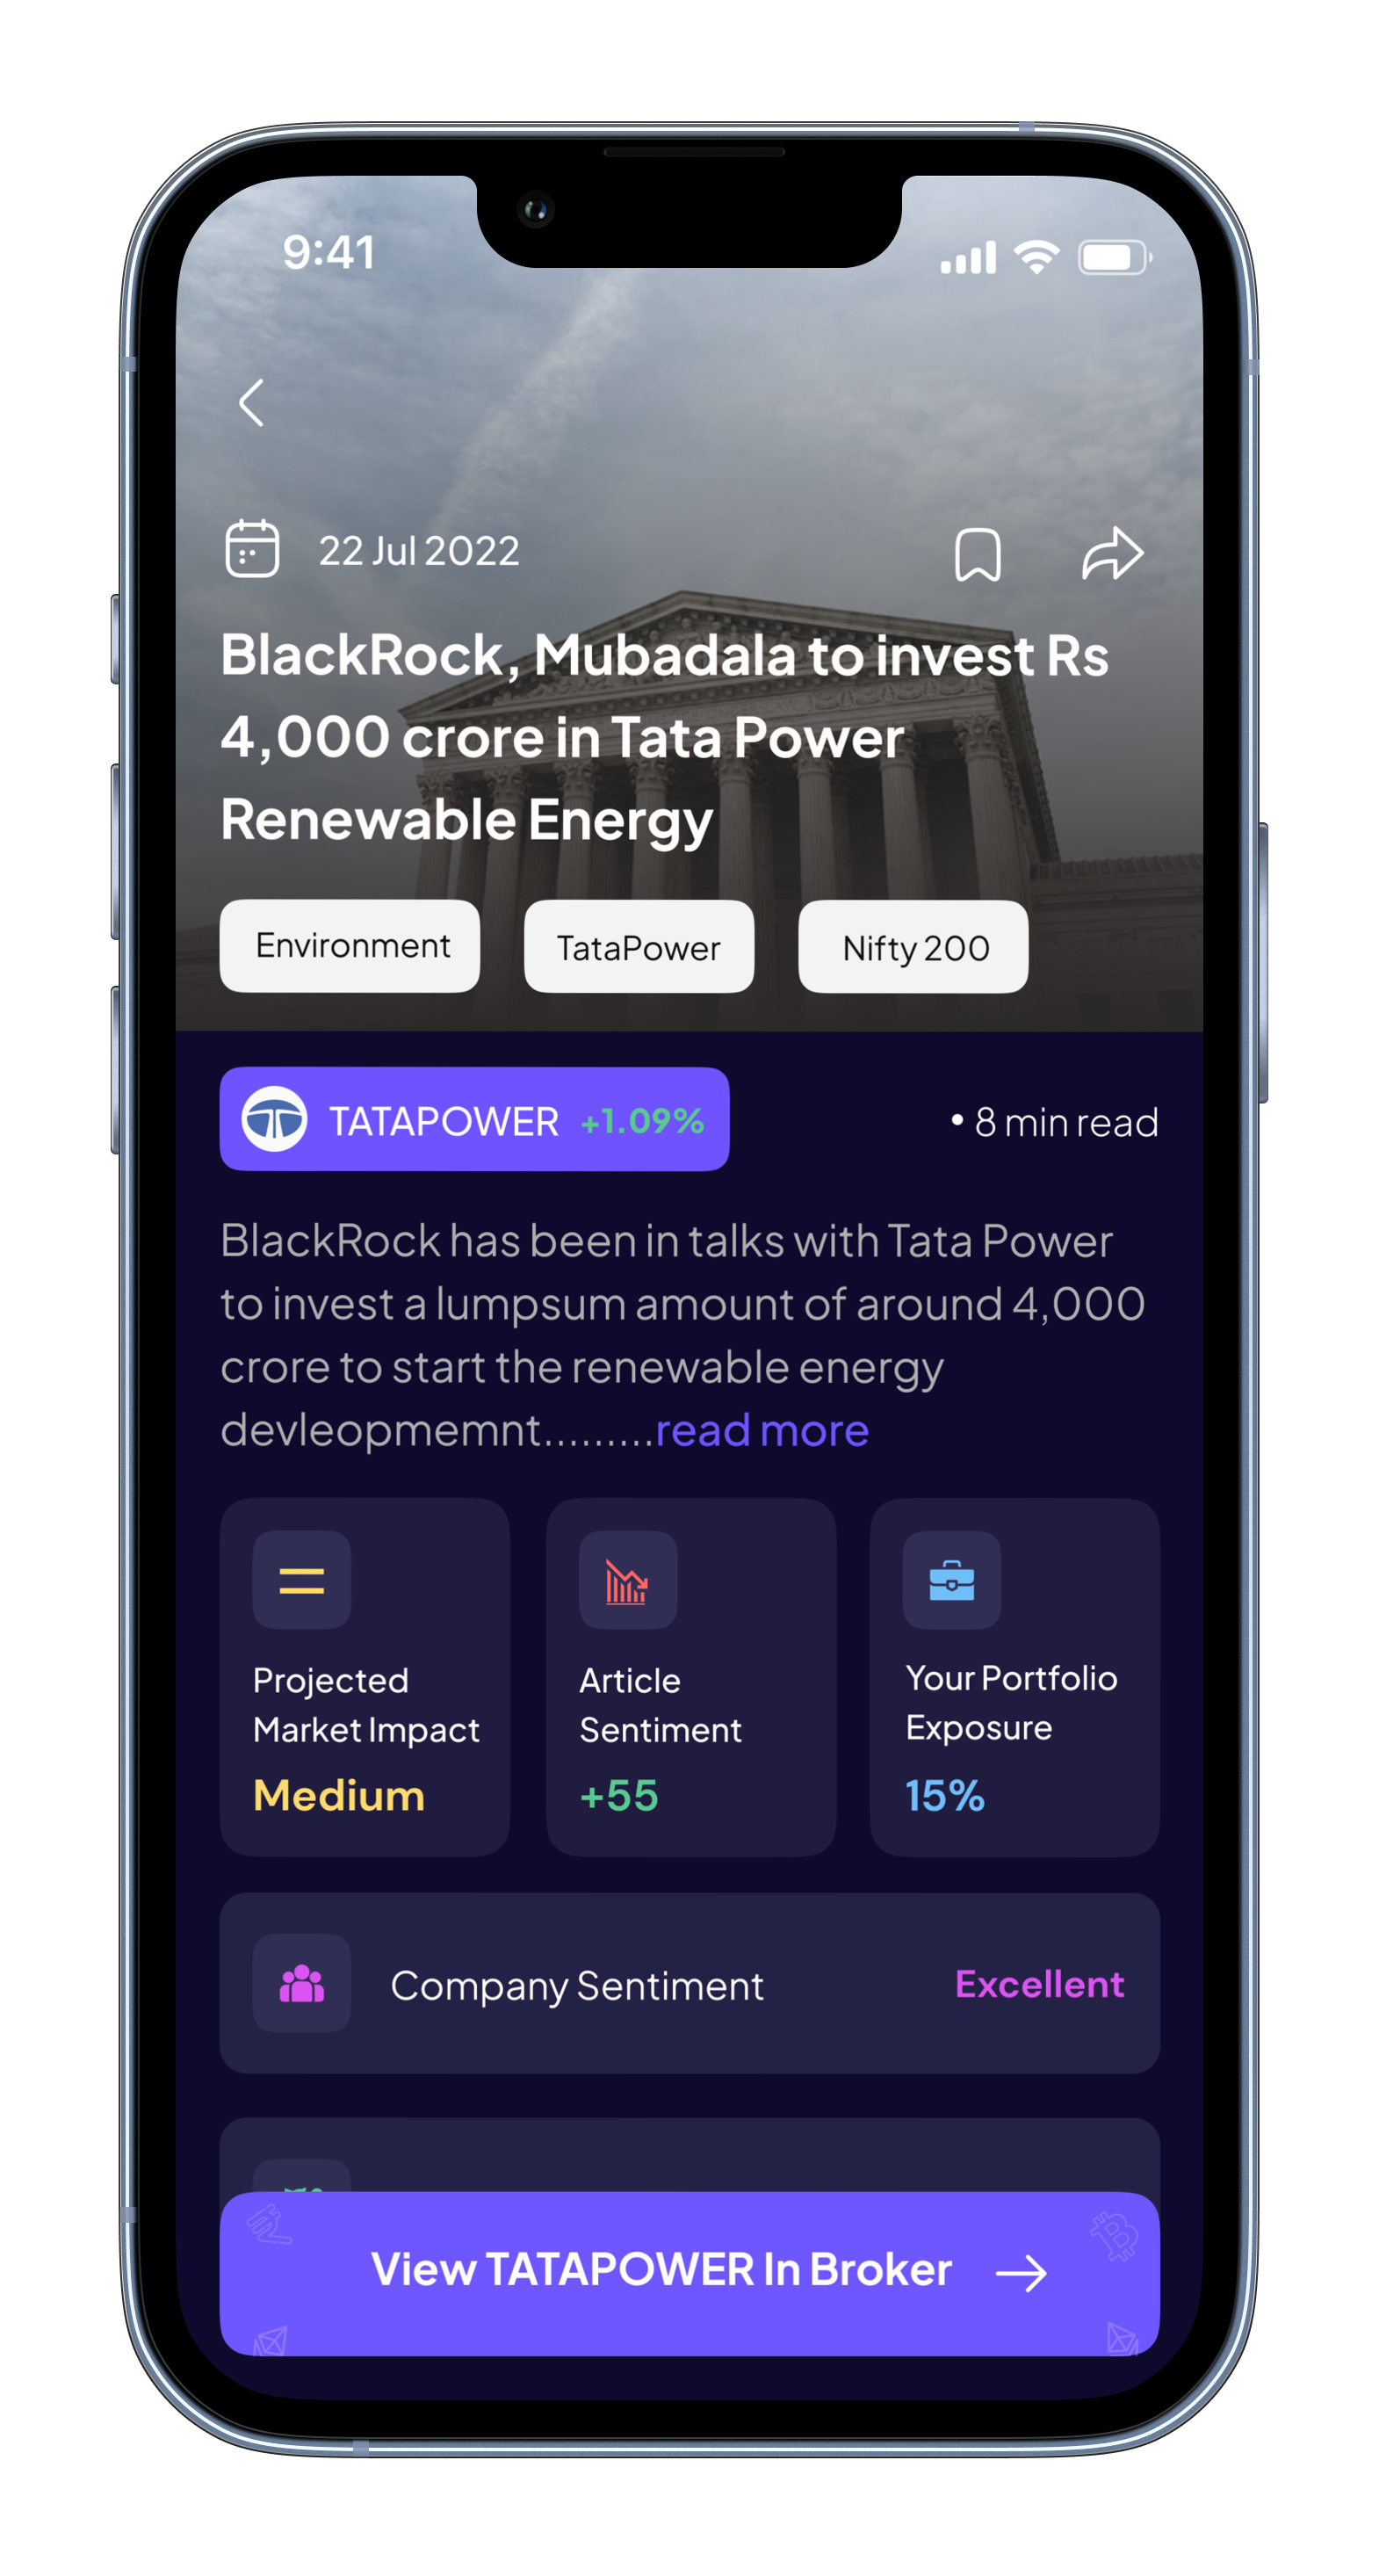 9:41
22 Jul 2022
BlackRock, Mubadala to invest Rs
4,000 crore in Tata Power
Renewable Energy
Environment
TataPower
Nifty 200
TATAPOWER +1.09%
• 8 min read
BlackRock has been in talks with Tata Power
to invest a lumpsum amount of around 4,000
crore to start the renewable energy
devleopmemnt.........read more
Projected
Market Impact
Medium
Article
Sentiment
+55
Your Portfolio
Exposure
15%
Company Sentiment
Excellent
View TATAPOWER In Broker